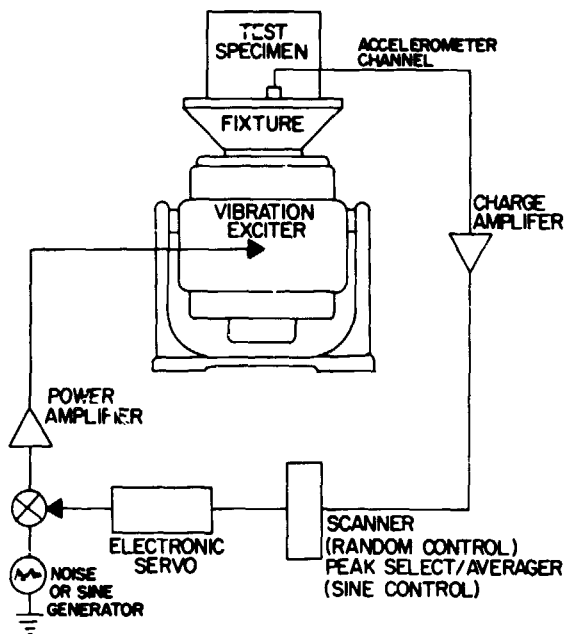 TEST
SPECIMEN
ACCELEROMETER
CHANNEL
FIXTURE
VIBRATION
EXCITER
CHARGE
AMPLIFER
POWER
AMPLIFIER
ELECTRONIC
SERVO
SCANNER
(RANDOM CONTROL)
PEAK SELECT/AVERAGER
(SINE CONTROL)
NOISE
OR SINE
GENERATOR